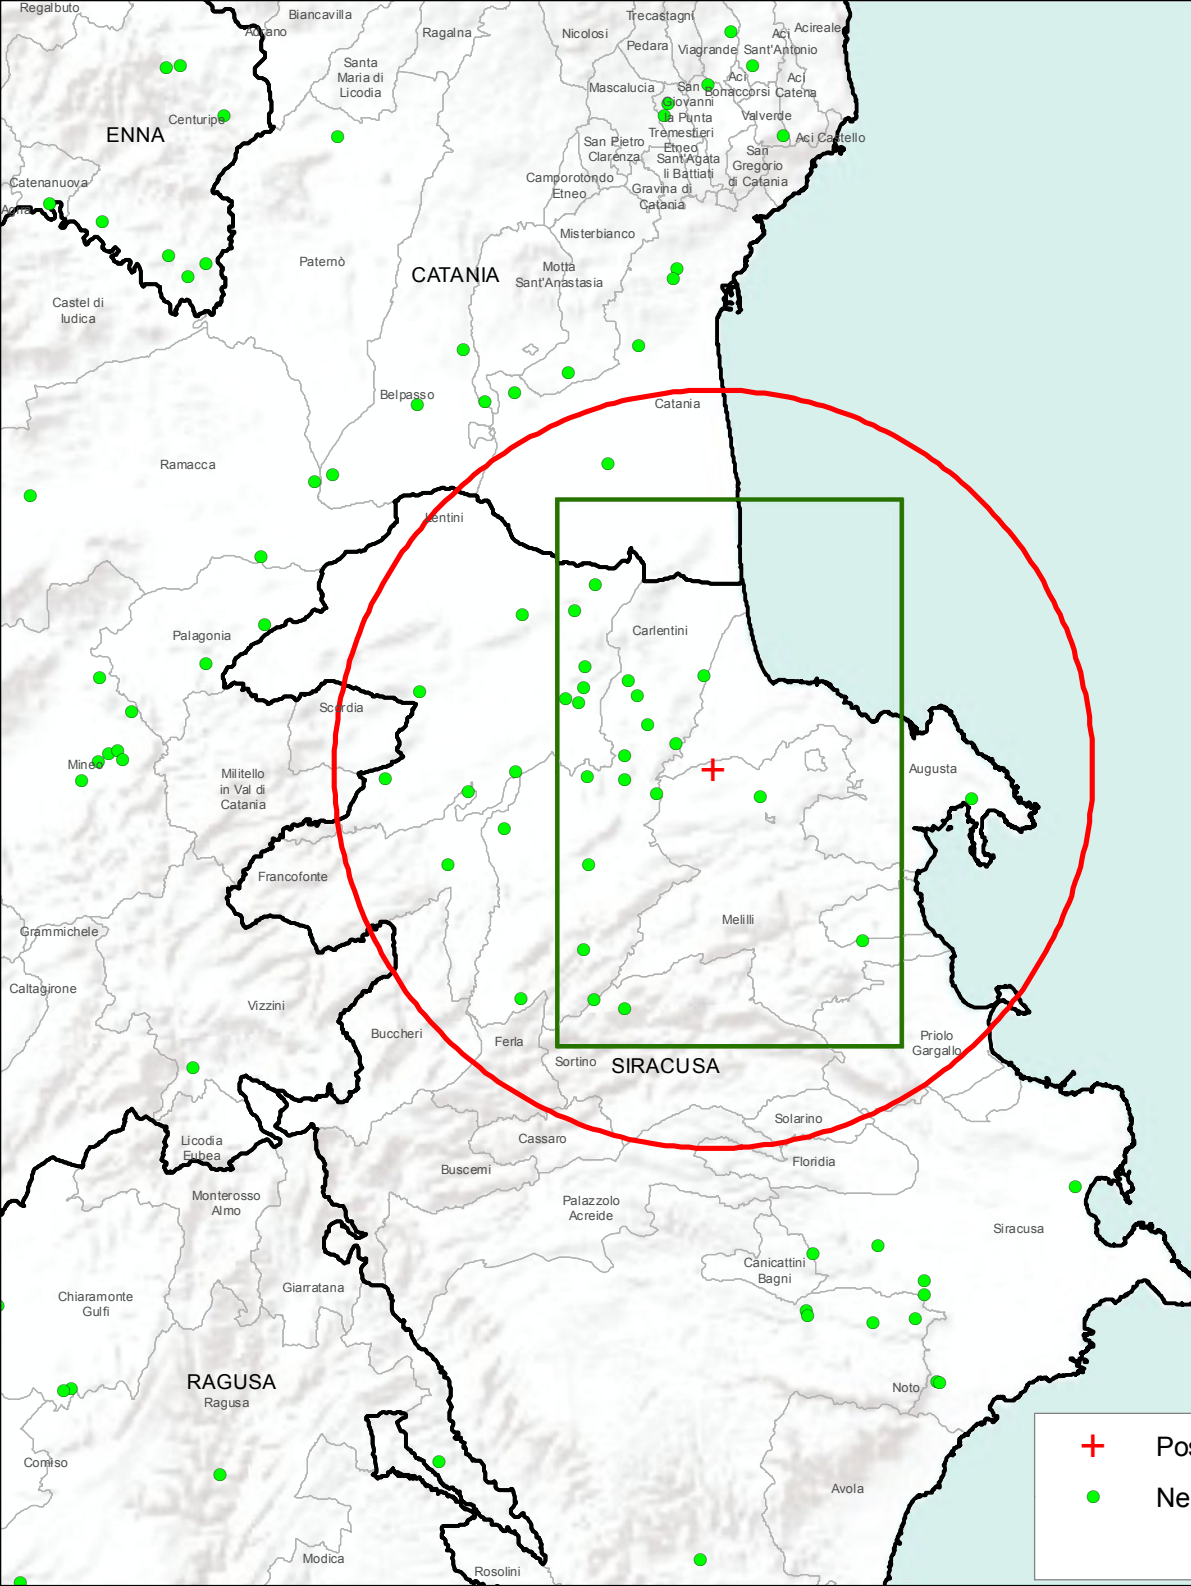 Regalbuto
Biancavilla
Adrano
Ragalna
Nicolosi
Trecastagni
Pedara
Viagrande
Aci
Sant'Antonio
Acireale
Santa
Maria di
Licodia
Mascalucia
San
Giovanni
la Punta
Aci
Bonaccorsi
Aci
Catena
Valverde
Centuripe
ENNA
San Pietro
Clarenza
Tremestieri
Etneo
Sant'Agata
li Battiati
San
Gregorio
di Catania
Aci Castello
Catenanuova
Agira
Camporotondo
Etneo
Gravina di
Catania
Misterbianco
Paternò
CATANIA
Motta
Sant'Anastasia
Castel di
Iudica
Belpasso
Catania
Ramacca
Lentini
Palagonia
Carlentini
Scordia
Mineo
Militello
in Val di
Catania
Augusta
Francofonte
Melilli
Grammichele
Caltagirone
Vizzini
Buccheri
Ferla
Sortino
SIRACUSA
Priolo
Gargallo
Licodia
Eubea
Cassaro
Solarino
Buscemi
Floridia
Monterosso
Almo
Palazzolo
Acreide
Siracusa
Canicattini
Bagni
Giarratana
Chiaramonte
Gulfi
RAGUSA
Ragusa
Noto
Comiso
Avola
Modica
Rosolini
Pos
Ne